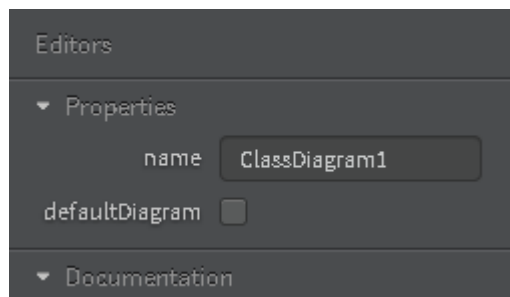 Editors
Properties
name ClassDiagram1
defaultDiagram
Documentation